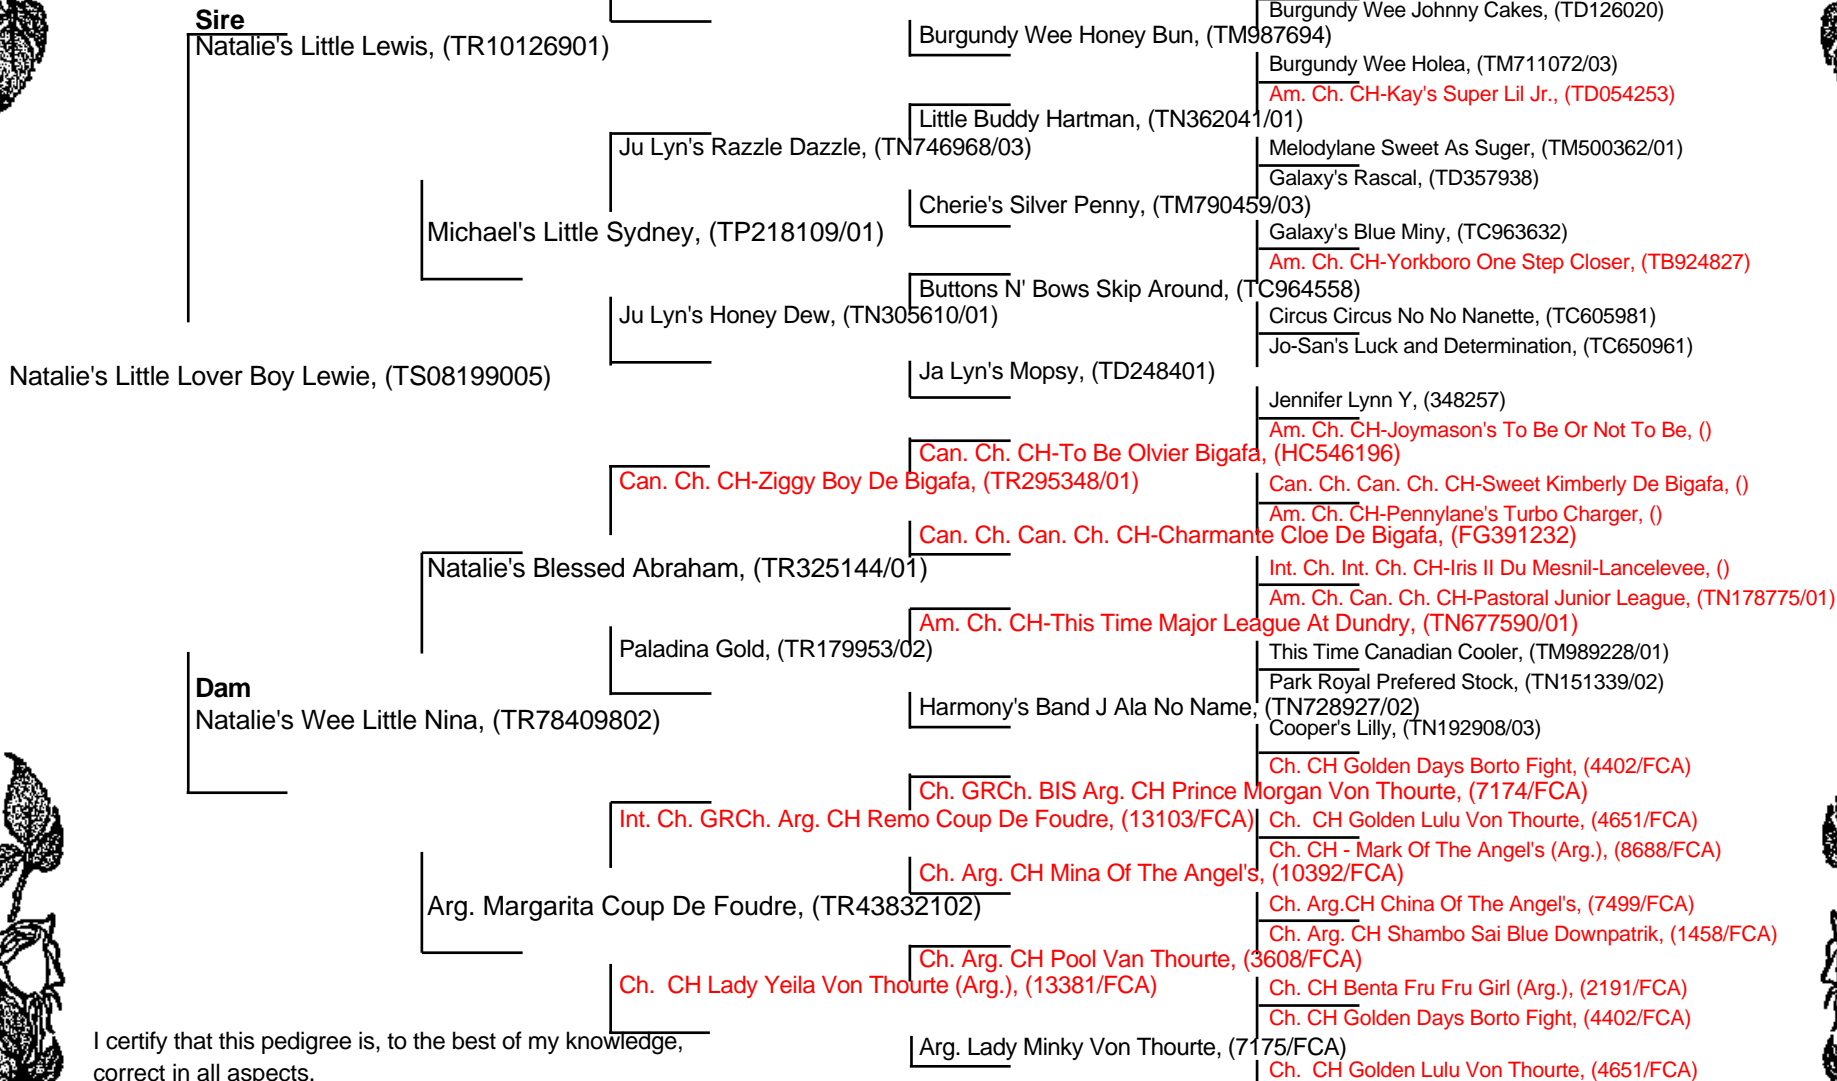 Burgundy Wee Johnny Cakes, (TD126020)
Sire
Natalie's Little Lewis, (TR10126901)
Burgundy Wee Honey Bun, (TM987694)
Burgundy Wee Holea, (TM711072/03)
Am. Ch. CH-Kay's Super Lil Jr., (TD054253)
Little Buddy Hartman, (TN362041/01)
Ju Lyn's Razzle Dazzle, (TN746968/03)
Melodylane Sweet As Suger, (TM500362/01)
Galaxy's Rascal, (TD357938)
Cherie's Silver Penny, (TM790459/03)
Michael's Little Sydney, (TP218109/01)
Galaxy's Blue Miny, (TC963632)
Am. Ch. CH-Yorkboro One Step Closer, (TB924827)
Buttons N' Bows Skip Around, (TC964558)
Ju Lyn's Honey Dew, (TN305610/01)
Circus Circus No No Nanette, (TC605981)
Jo-San's Luck and Determination, (TC650961)
Ja Lyn's Mopsy, (TD248401)
Natalie's Little Lover Boy Lewie, (TS08199005)
Jennifer Lynn Y, (348257)
Am. Ch. CH-Joymason's To Be Or Not To Be, ()
Can. Ch. CH-To Be Olvier Bigafa, (HC546196)
Can. Ch. CH-Ziggy Boy De Bigafa, (TR295348/01)
Can. Ch. Can. Ch. CH-Sweet Kimberly De Bigafa, ()
Am. Ch. CH-Pennylane's Turbo Charger, ()
Can. Ch. Can. Ch. CH-Charmante Cloe De Bigafa, (FG391232)
Natalie's Blessed Abraham, (TR325144/01)
Int. Ch. Int. Ch. CH-Iris II Du Mesnil-Lancelevee, ()
Am. Ch. Can. Ch. CH-Pastoral Junior League, (TN178775/01)
Am. Ch. CH-This Time Major League At Dundry, (TN677590/01)
Paladina Gold, (TR179953/02)
This Time Canadian Cooler, (TM989228/01)
Park Royal Prefered Stock, (TN151339/02)
Dam
Natalie's Wee Little Nina, (TR78409802)
Harmony's Band J Ala No Name, (TN728927/02)
Cooper's Lilly, (TN192908/03)
Ch. CH Golden Days Borto Fight, (4402/FCA)
Ch. GRCh. BIS Arg. CH Prince Morgan Von Thourte, (7174/FCA)
Int. Ch. GRCh. Arg. CH Remo Coup De Foudre, (13103/FCA)
Ch. CH Golden Lulu Von Thourte, (4651/FCA)
Ch. CH - Mark Of The Angel's (Arg.), (8688/FCA)
Ch. Arg. CH Mina Of The Angel's, (10392/FCA)
Arg. Margarita Coup De Foudre, (TR43832102)
Ch. Arg.CH China Of The Angel's, (7499/FCA)
Ch. Arg. CH Shambo Sai Blue Downpatrik, (1458/FCA)
Ch. Arg. CH Pool Van Thourte, (3608/FCA)
Ch. CH Lady Yeila Von Thourte (Arg.), (13381/FCA)
Ch. CH Benta Fru Fru Girl (Arg.), (2191/FCA)
Ch. CH Golden Days Borto Fight, (4402/FCA)
Arg. Lady Minky Von Thourte, (7175/FCA)
Ch. CH Golden Lulu Von Thourte, (4651/FCA)
I certify that this pedigree is, to the best of my knowledge,
correct in all aspects.